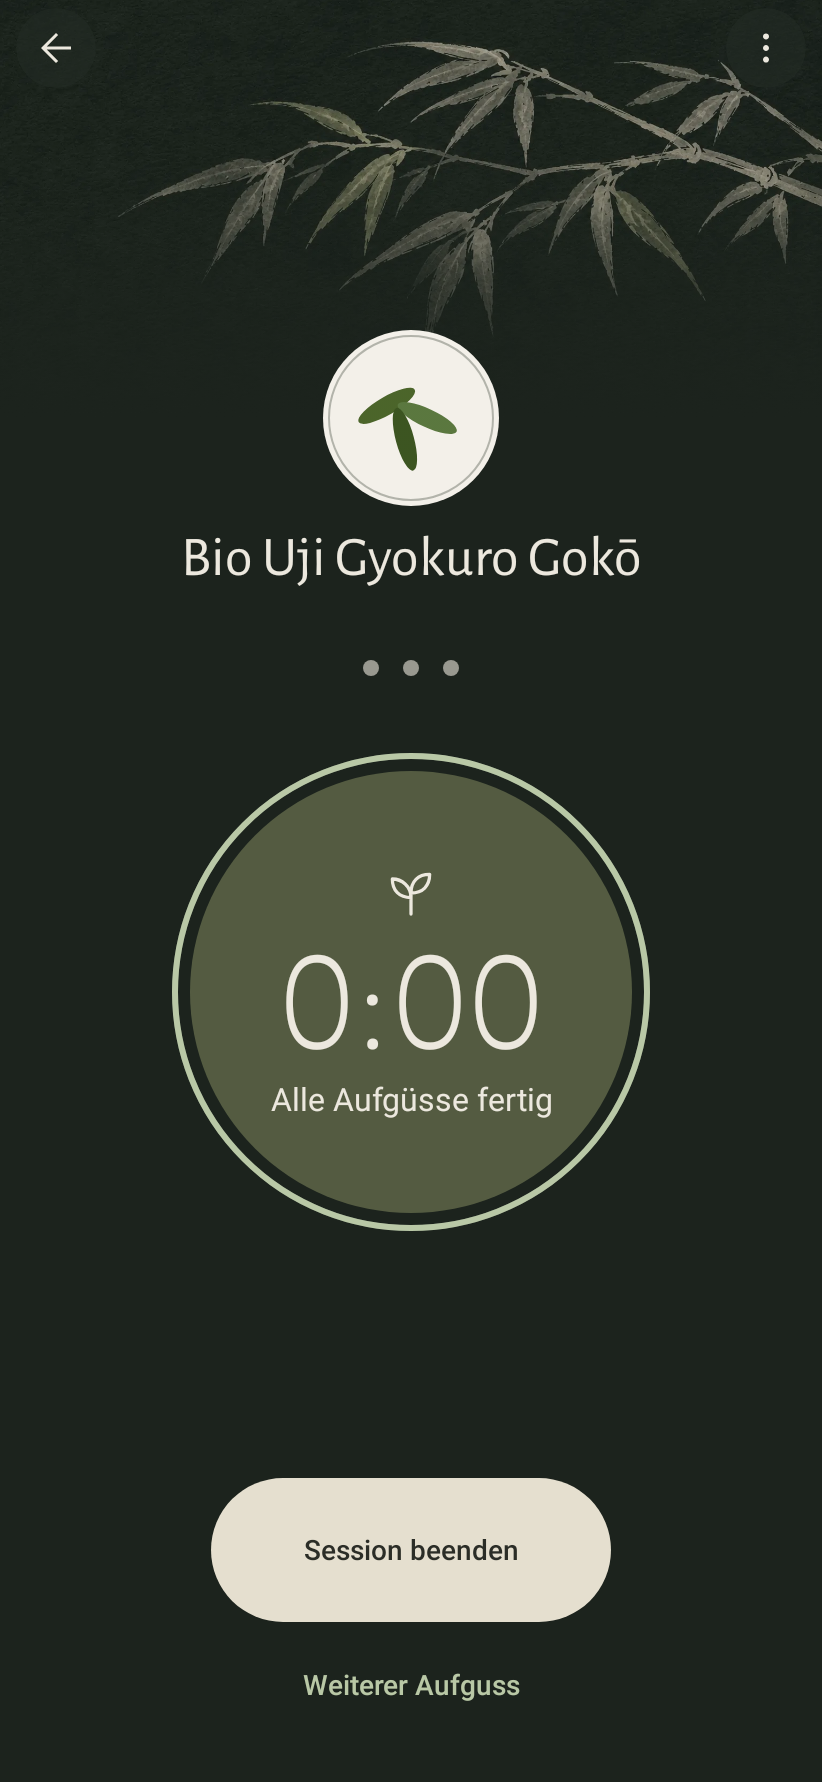 Bio Uji Gyokuro Gokō
0:00
Alle Aufgüsse fertig
Session beenden
Weiterer Aufguss